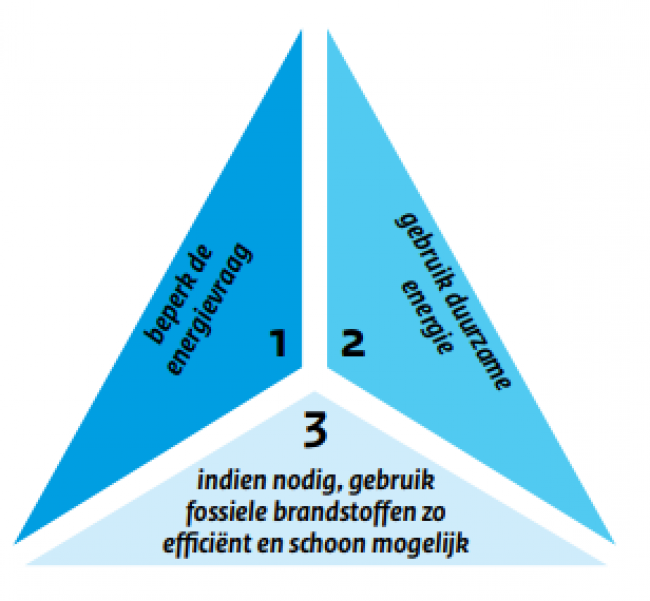 beperk de
energievraag
1
2
gebruik duurzame
energie
3
indien nodig, gebruik
fossiele brandstoffen zo
efficiënt en schoon mogelijk